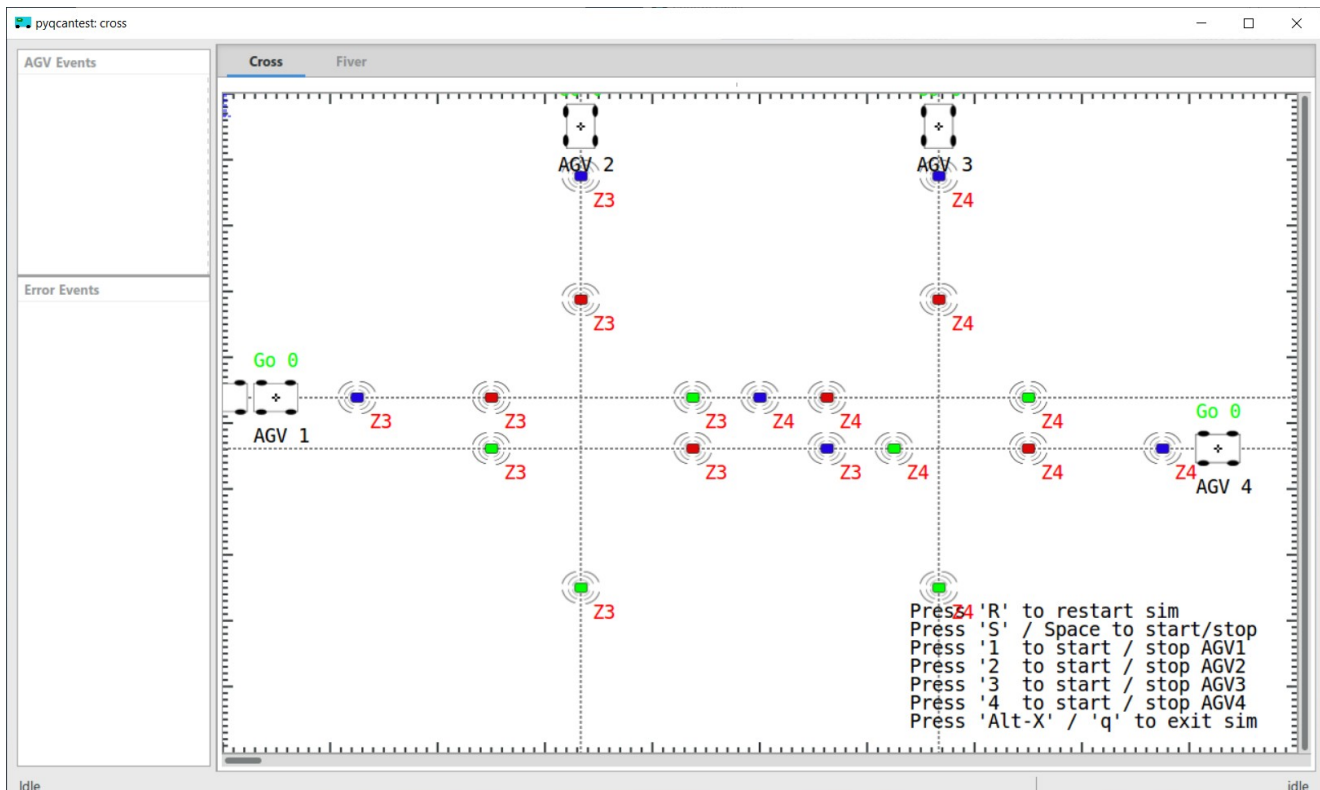 pyqcantest: cross
AGV Events
Cross
Fiver
AGV 2
AGV 3
Z3
Z4
Error Events
Z3
Z4
Go 0
Z3
Z3
Z3
Z4
Z4
Z4
Go 0
AGV 1
Z3
Z3
Z3
Z4
Z4
Z4
AGV 4
Z3
Z4
Press 'R' to restart sim
Press 'S' / Space to start/stop
Press '1  to start / stop AGV1
Press '2  to start / stop AGV2
Press '3  to start / stop AGV3
Press '4  to start / stop AGV4
Press 'Alt-X' / 'q' to exit sim
Idle
idle